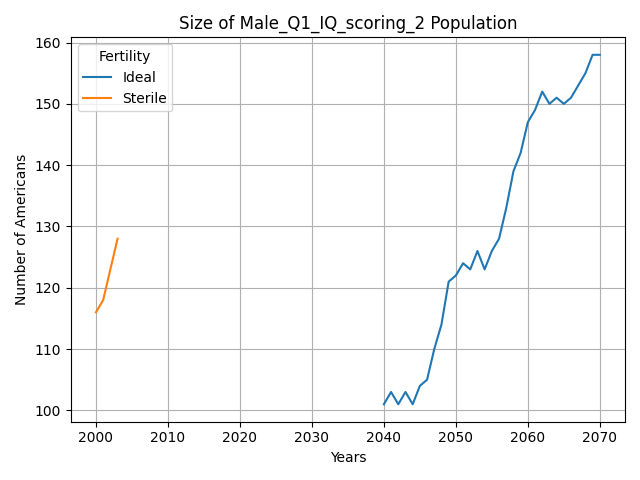 Size of Male_Q1_IQ_scoring_2 Population
Fertility
Ideal
Sterile
Number of Americans
160
150
140
130
120
110
100
2000 2010 2020 2030 2040 2050 2060 2070
Years